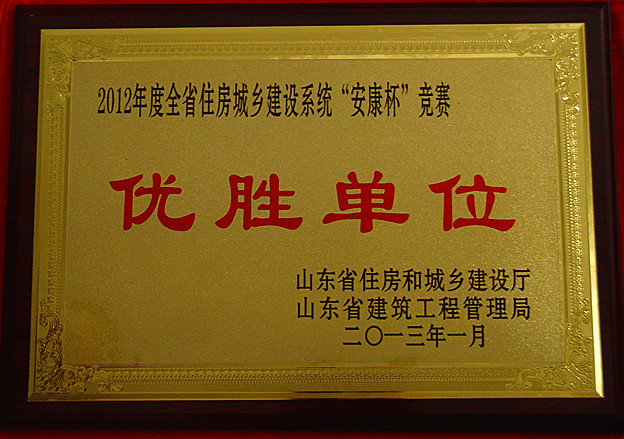 2012年度全省住房城乡建设系统“安康杯”竞赛
优胜单位
山东省住房和城乡建设厅
山东省建筑工程管理局
二〇一三年一月